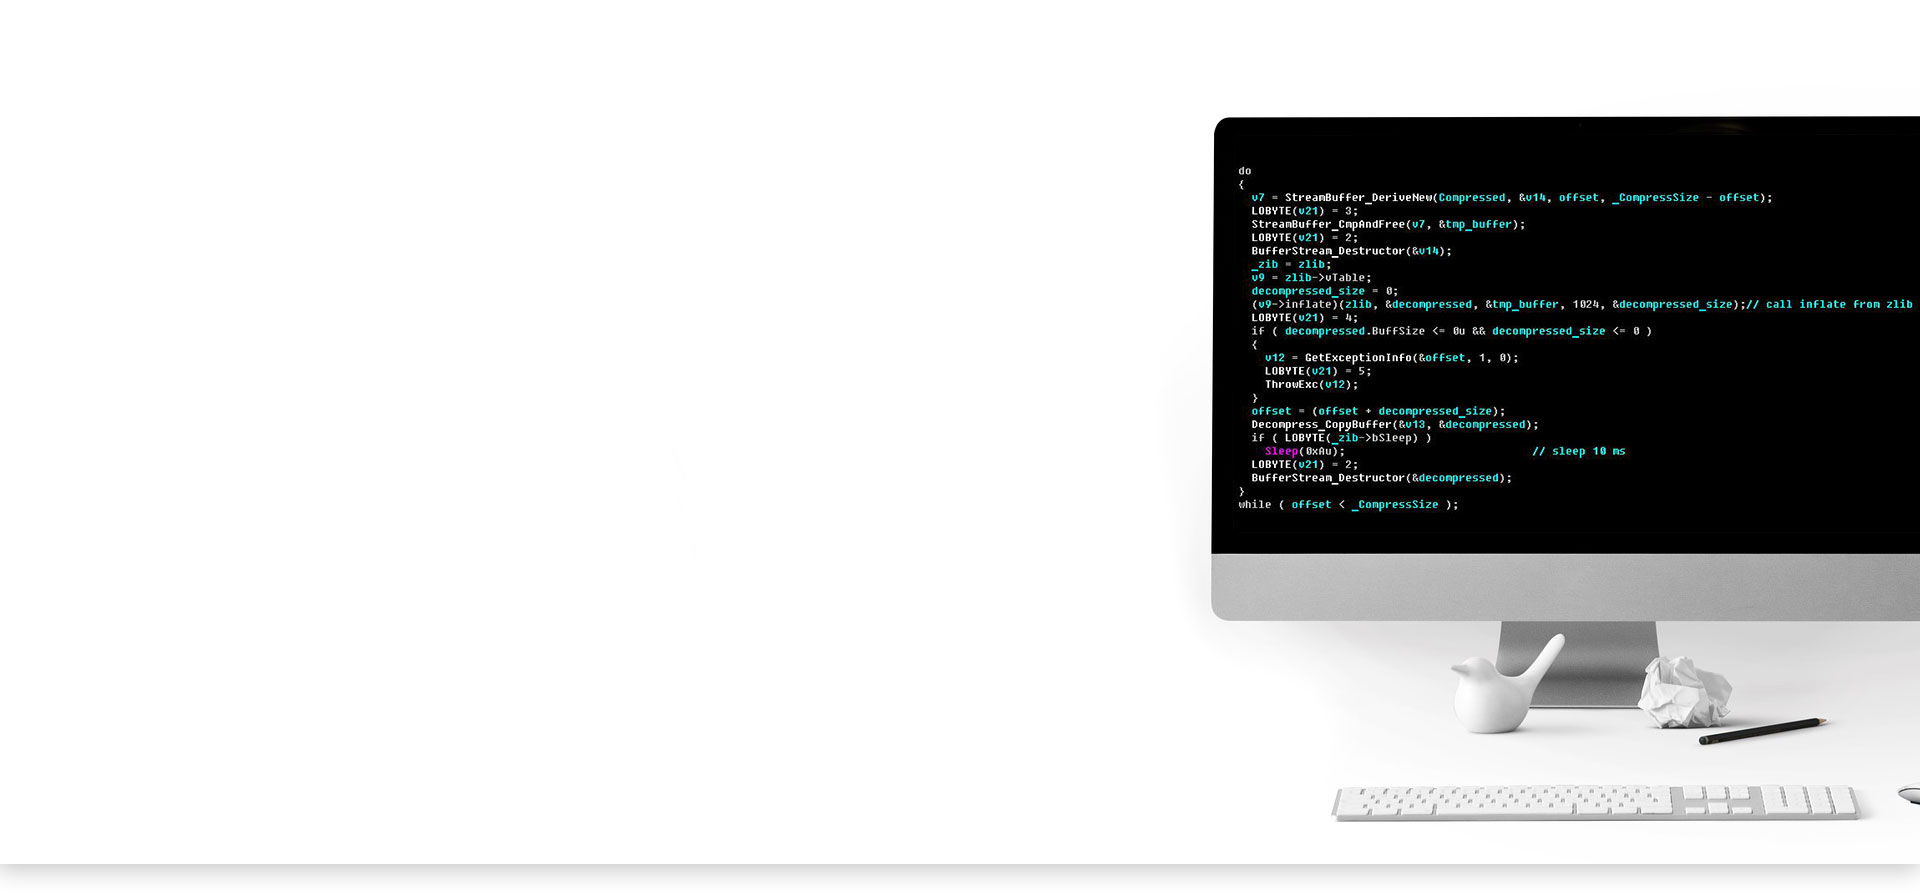 do
{
v7 = StreamBuffer_DeriveNew(Compressed, &v14, offset, _CompressSize - offset);
LOBYTE(v21) = 3;
StreamBuffer_CmpAndFree(v7, &tmp_buffer);
LOBYTE(v21) = 2;
BufferStream_Destructor(&v14);
_zib = zlib;
v9 = zlib->vTable;
decompressed_size = 0;
(v9->inflate)(zlib, &decompressed, &tmp_buffer, 1024, &decompressed_size);// call inflate from zlib
LOBYTE(v21) = 4;
if ( decompressed.BuffSize <= 0u && decompressed_size <= 0 )
{
v12 = GetExceptionInfo(&offset, 1, 0);
LOBYTE(v21) = 5;
ThrowExc(v12);
}
offset = (offset + decompressed_size);
Decompress_CopyBuffer(&v13, &decompressed);
if ( LOBYTE(_zib->bSleep) )
Sleep(0xAu); // sleep 10 ms
LOBYTE(v21) = 2;
BufferStream_Destructor(&decompressed);
}
while ( offset < _CompressSize );